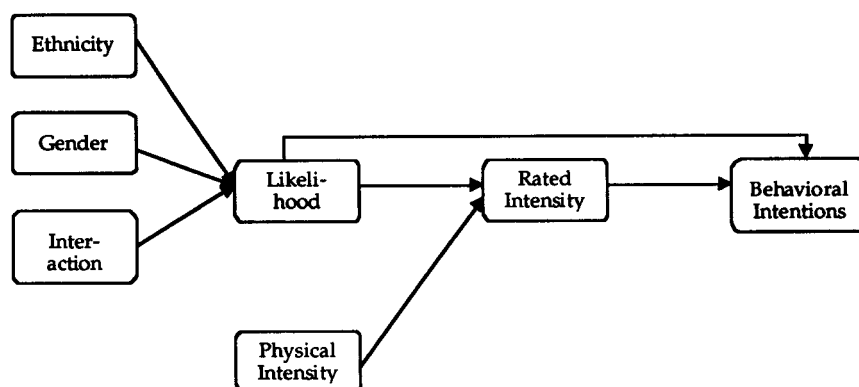 Ethnicity
Gender
Inter-
action
Likeli-
hood
Physical
Intensity
Rated
Intensity
Behavioral
Intentions